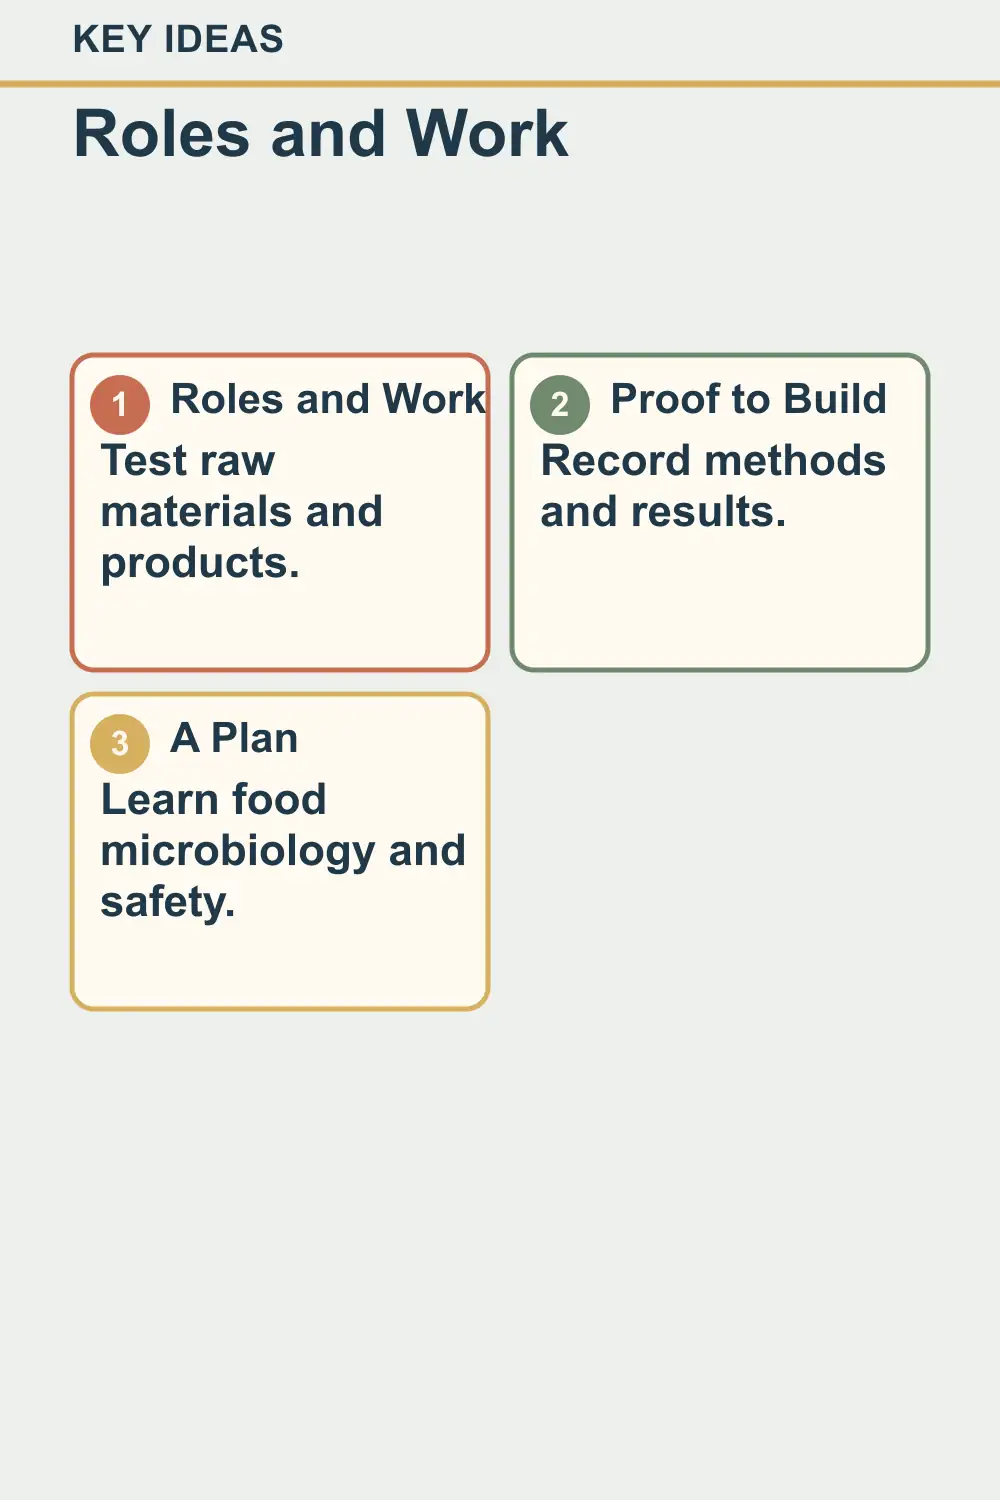 KEY IDEAS
Roles and Work
1 Roles and Work
Test raw
materials and
products.
2 Proof to Build
Record methods
and results.
3 A Plan
Learn food
microbiology and
safety.